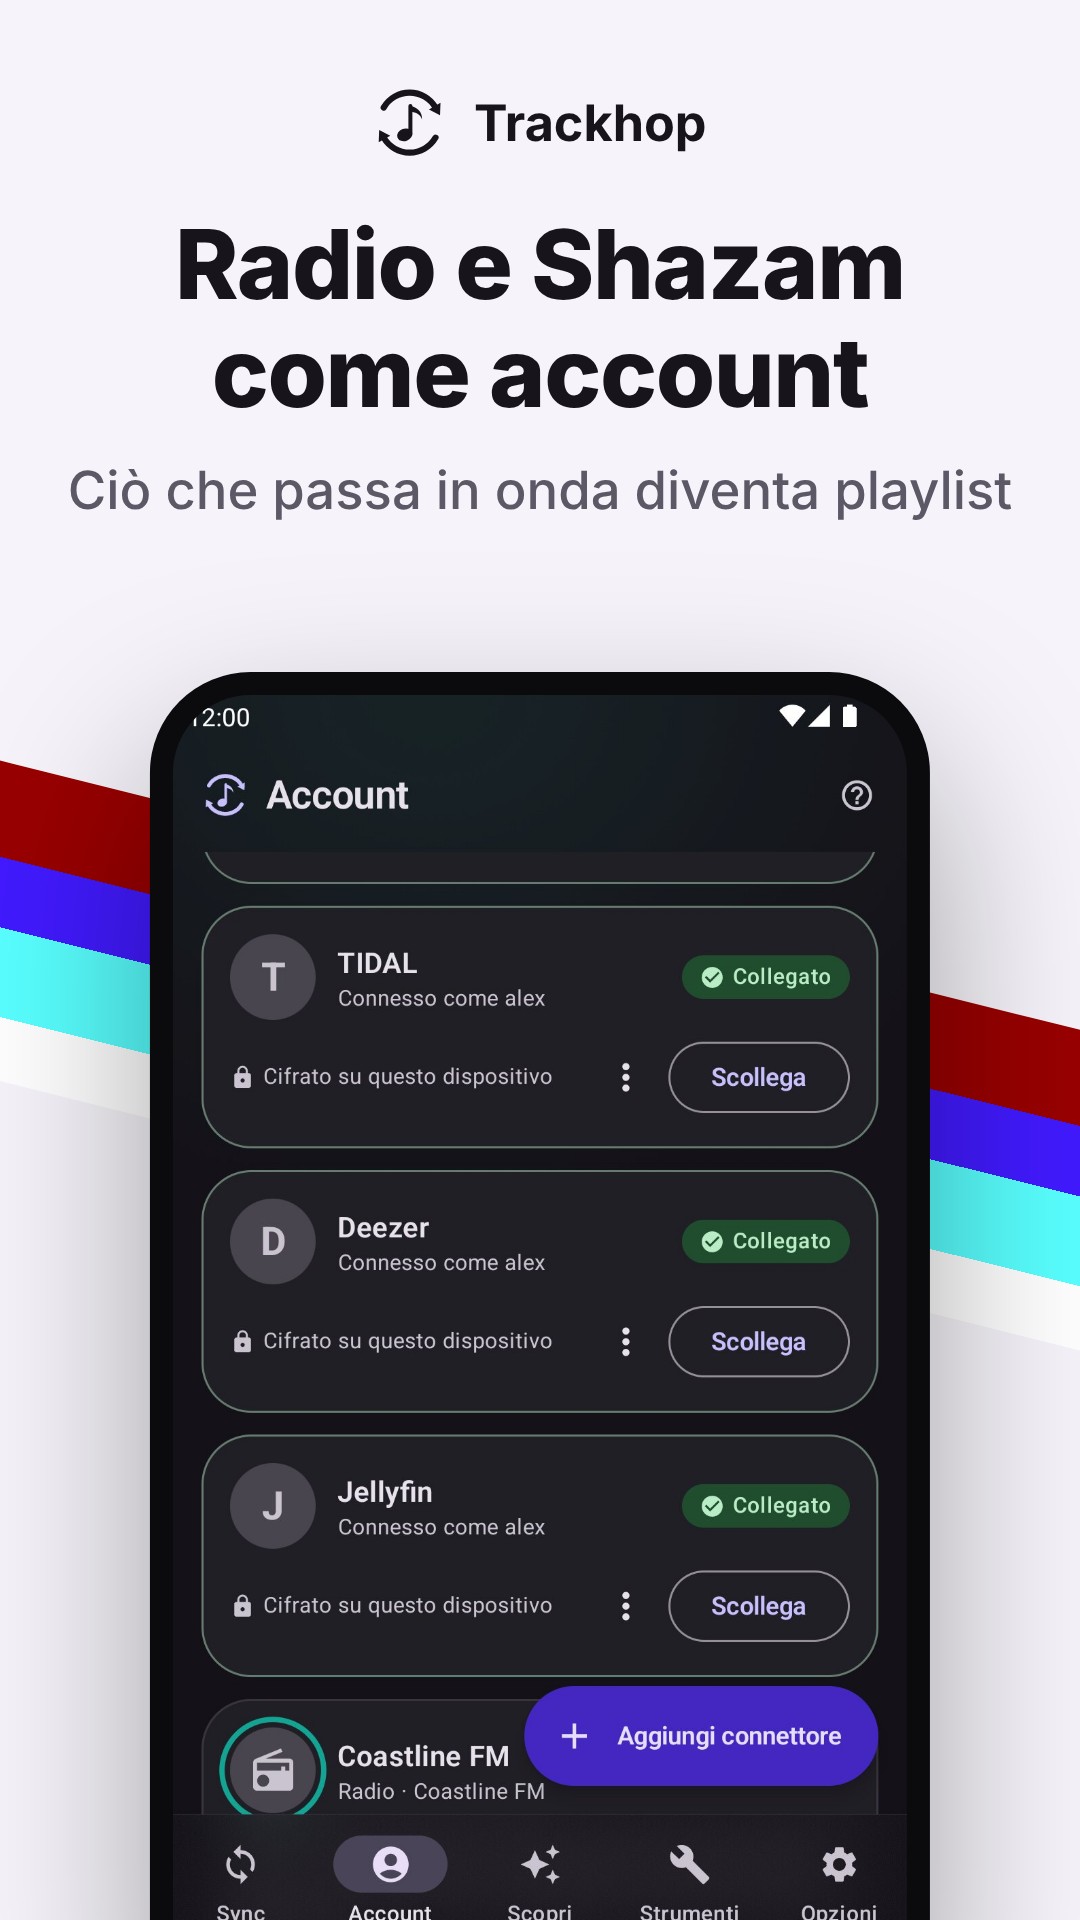 Trackhop
Radio e Shazam
come account
Ciò che passa in onda diventa playlist
12:00
Account
T
TIDAL
Connesso come alex
Collegato
Cifrato su questo dispositivo
Scollega
D
Deezer
Connesso come alex
Collegato
Cifrato su questo dispositivo
Scollega
J
Jellyfin
Connesso come alex
Collegato
Cifrato su questo dispositivo
Scollega
Coastline FM
Radio · Coastline FM
Aggiungi connettore
Sync
Account
Scopri
Strumenti
Opzioni